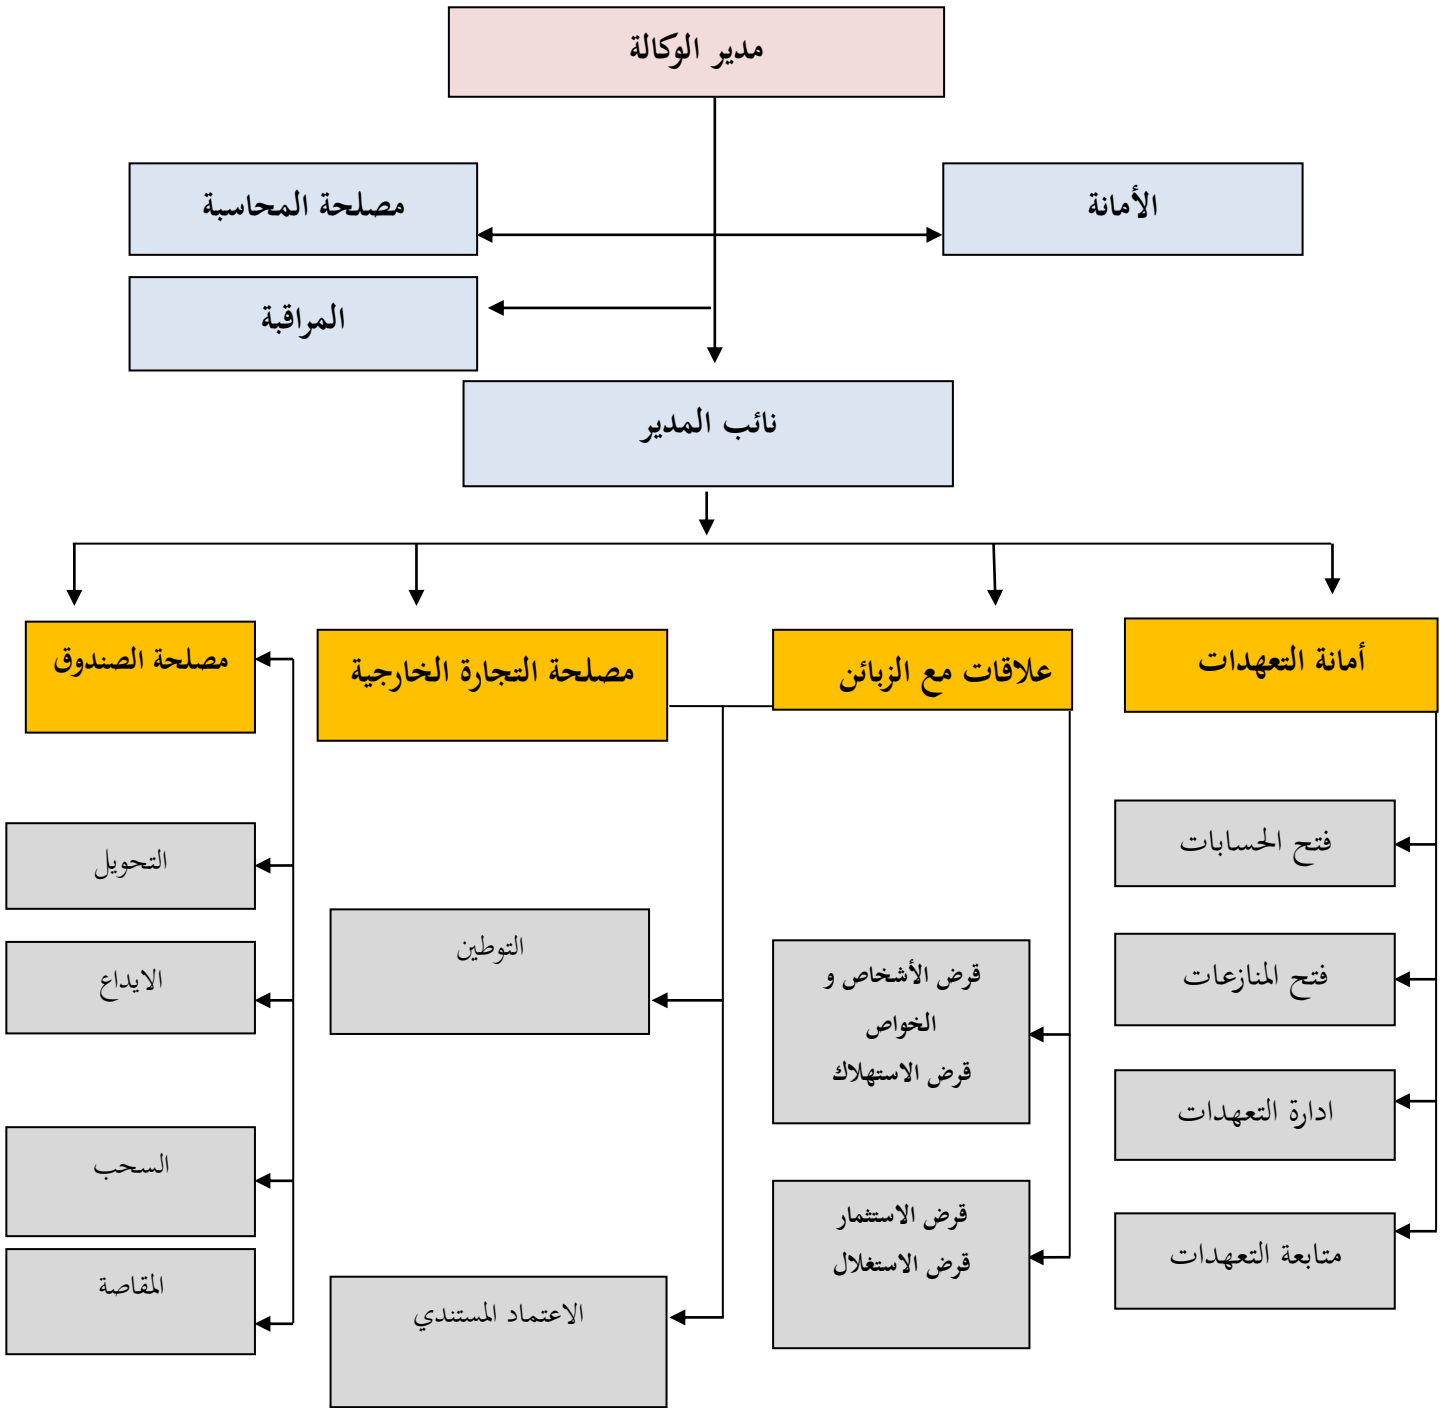 مدير الوكالة
الأمانة
مصلحة المحاسبة
المراقبة
نائب المدير
أمانة التعهدات
علاقات مع الزبائن
مصلحة التجارة الخارجية
مصلحة الصندوق
فتح الحسابات
فتح المنازعات
ادارة التعهدات
متابعة التعهدات
قرض الأشخاص و
الخواص
قرض الاستهلاك
قرض الاستثمار
قرض الاستغلال
التوطين
الاعتماد المستندي
التحويل
الايداع
السحب
المقاصة